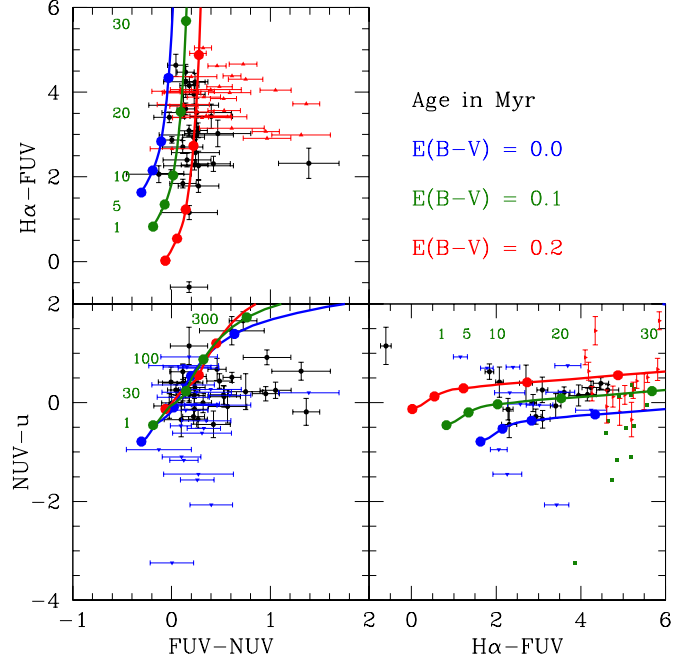 6
30
4
20
Hα−FUV
2
10
5
1
0
Age in Myr
E(B−V) = 0.0
E(B−V) = 0.1
E(B−V) = 0.2
2
300
100
30
1
0
NUV−u
−2
−4
−1
0
1
2
FUV−NUV
1 5 10 20 30
0
2
4
6
Hα−FUV